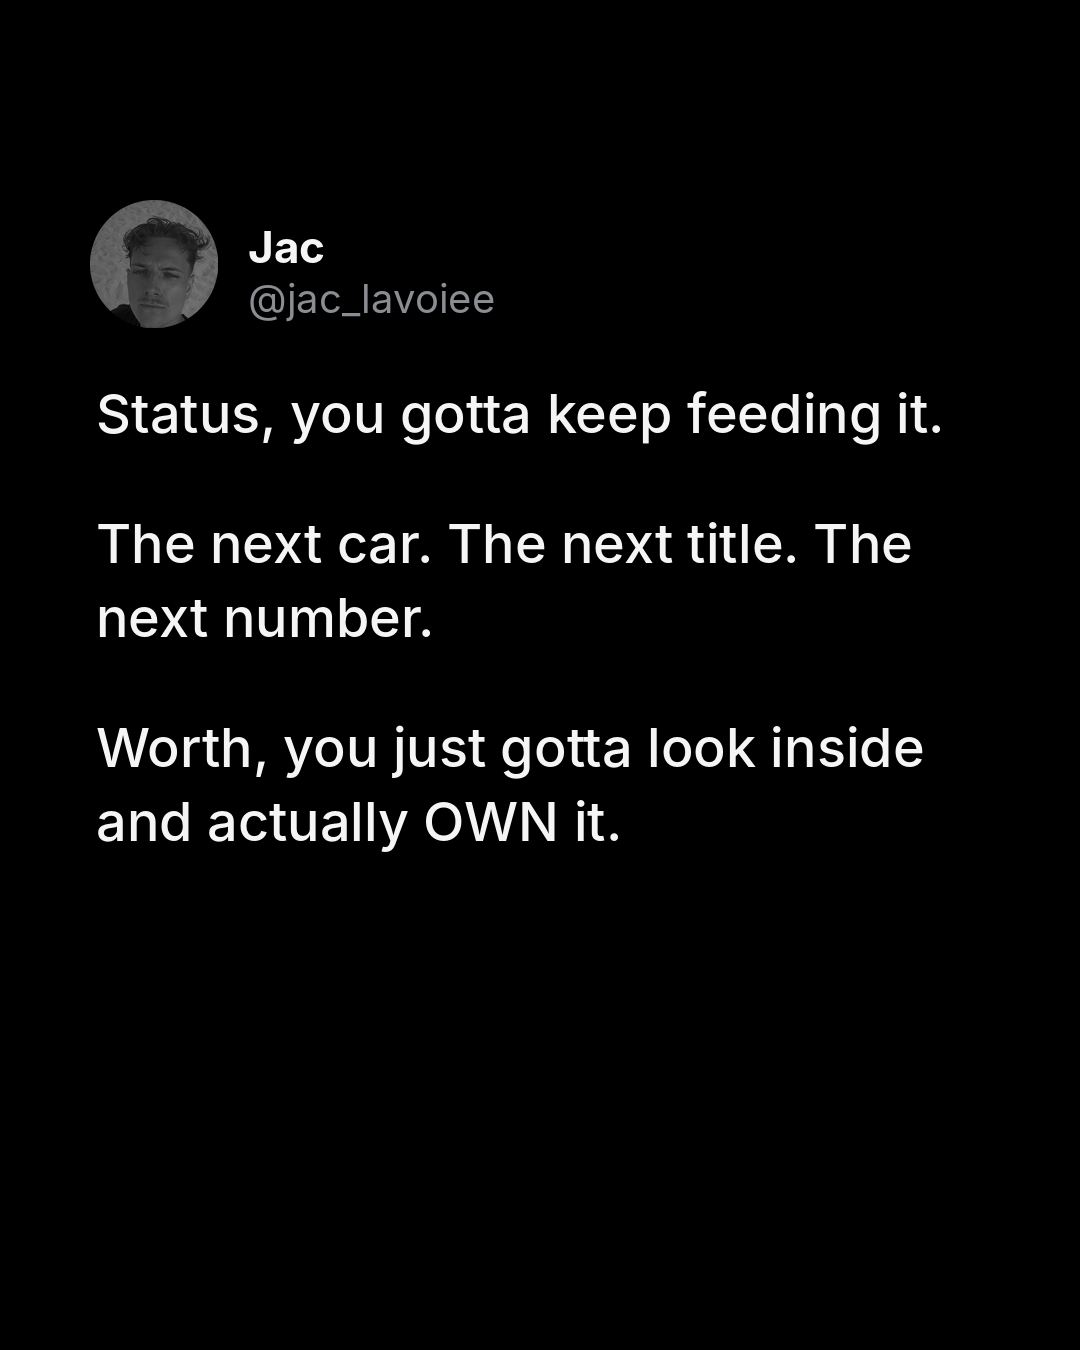 Jac
@jac_lavoiee
Status, you gotta keep feeding it.
The next car. The next title. The
next number.
Worth, you just gotta look inside
and actually OWN it.